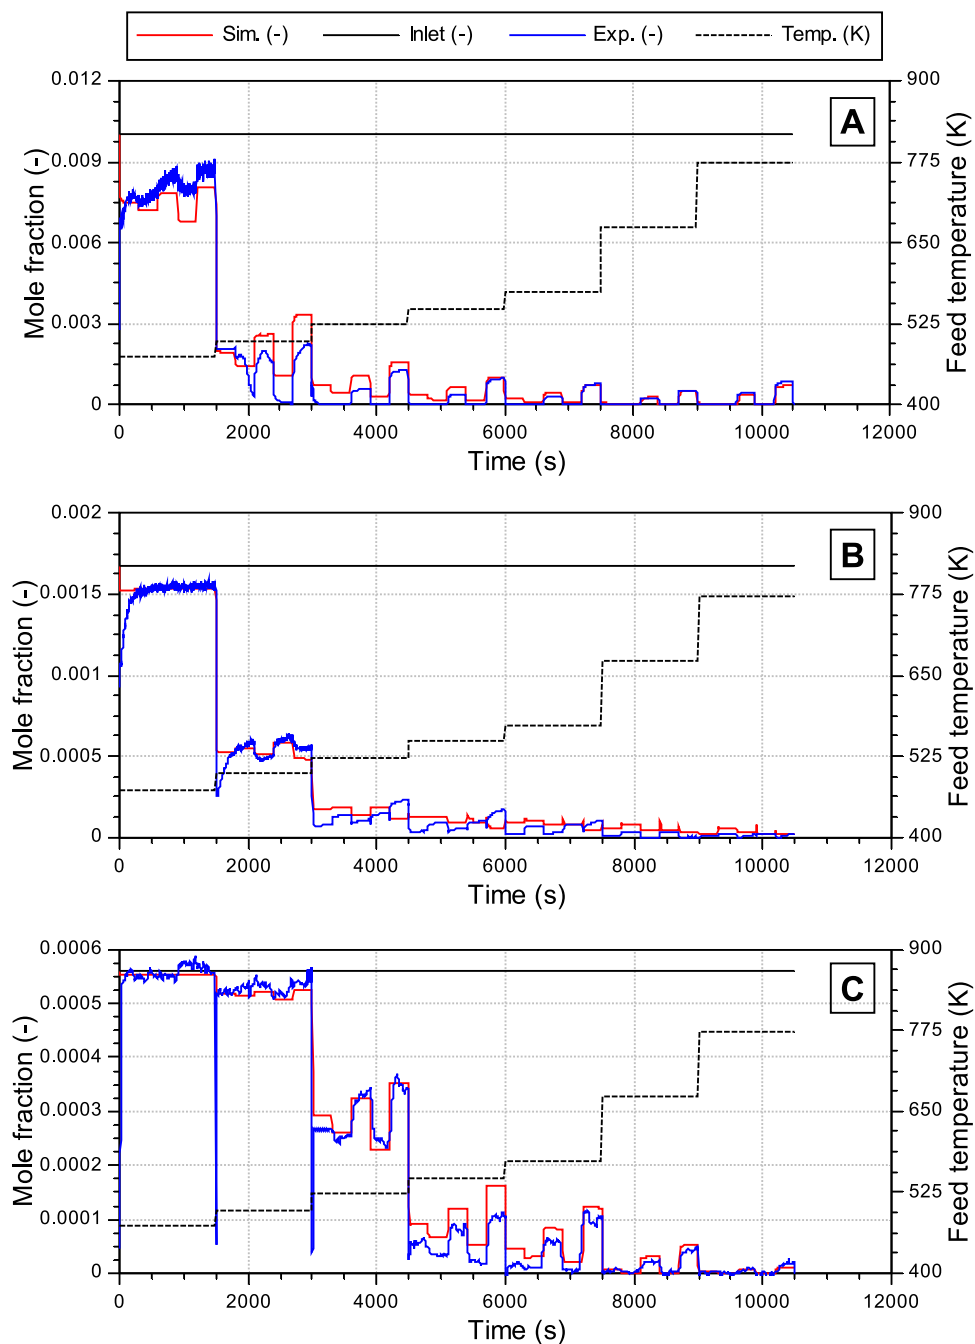 Sim. (-) Inlet (-) Exp. (-) Temp. (K)
0.012 900
A
0.009 775
0.006 650
0.003 525
0 400
Mole fraction (-)
Feed temperature (K)
0 2000 4000 6000 8000 10000 12000
Time (s)
0.002 900
B
0.0015 775
0.001 650
0.0005 525
0 400
Mole fraction (-)
Feed temperature (K)
0 2000 4000 6000 8000 10000 12000
Time (s)
0.0006 900
C
0.0005 775
0.0004
0.0003 650
0.0002
0.0001 525
0 400
Mole fraction (-)
Feed temperature (K)
0 2000 4000 6000 8000 10000 12000
Time (s)